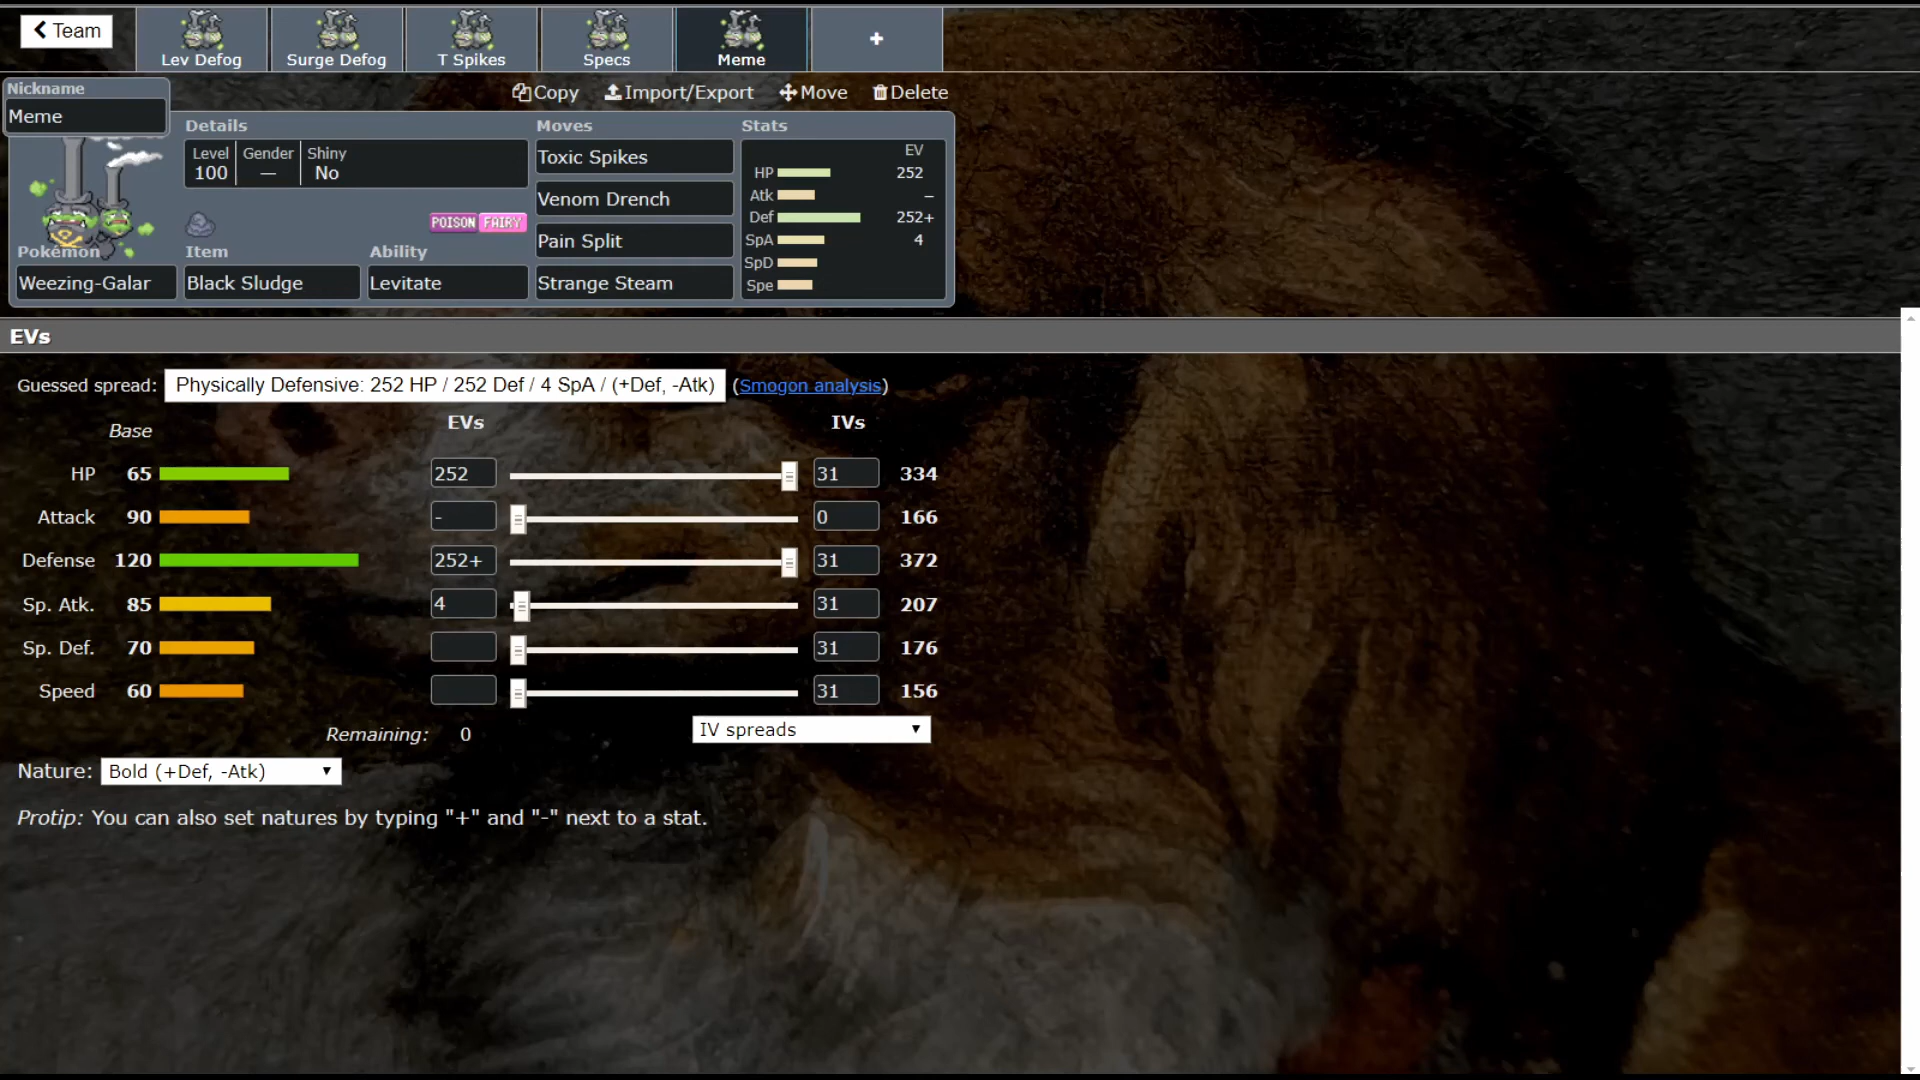 Team
Lev Defog
Surge Defog
T Spikes
Specs
Meme
+
Nickname
Meme
Copy
Import/Export
Move
Delete
Details
Level
100
Gender
—
Shiny
No
POISON FAIRY
Pokémon
Weezing-Galar
Item
Black Sludge
Ability
Levitate
Moves
Toxic Spikes
Venom Drench
Pain Split
Strange Steam
Stats
EV
HP 252
Atk –
Def 252+
SpA 4
SpD
Spe
EVs
Guessed spread: Physically Defensive: 252 HP / 252 Def / 4 SpA / (+Def, -Atk) (Smogon analysis)
Base EVs IVs
HP 65 252 31 334
Attack 90 - 0 166
Defense 120 252+ 31 372
Sp. Atk. 85 4 31 207
Sp. Def. 70 31 176
Speed 60 31 156
Remaining: 0 IV spreads
Nature: Bold (+Def, -Atk)
Protip: You can also set natures by typing "+" and "-" next to a stat.